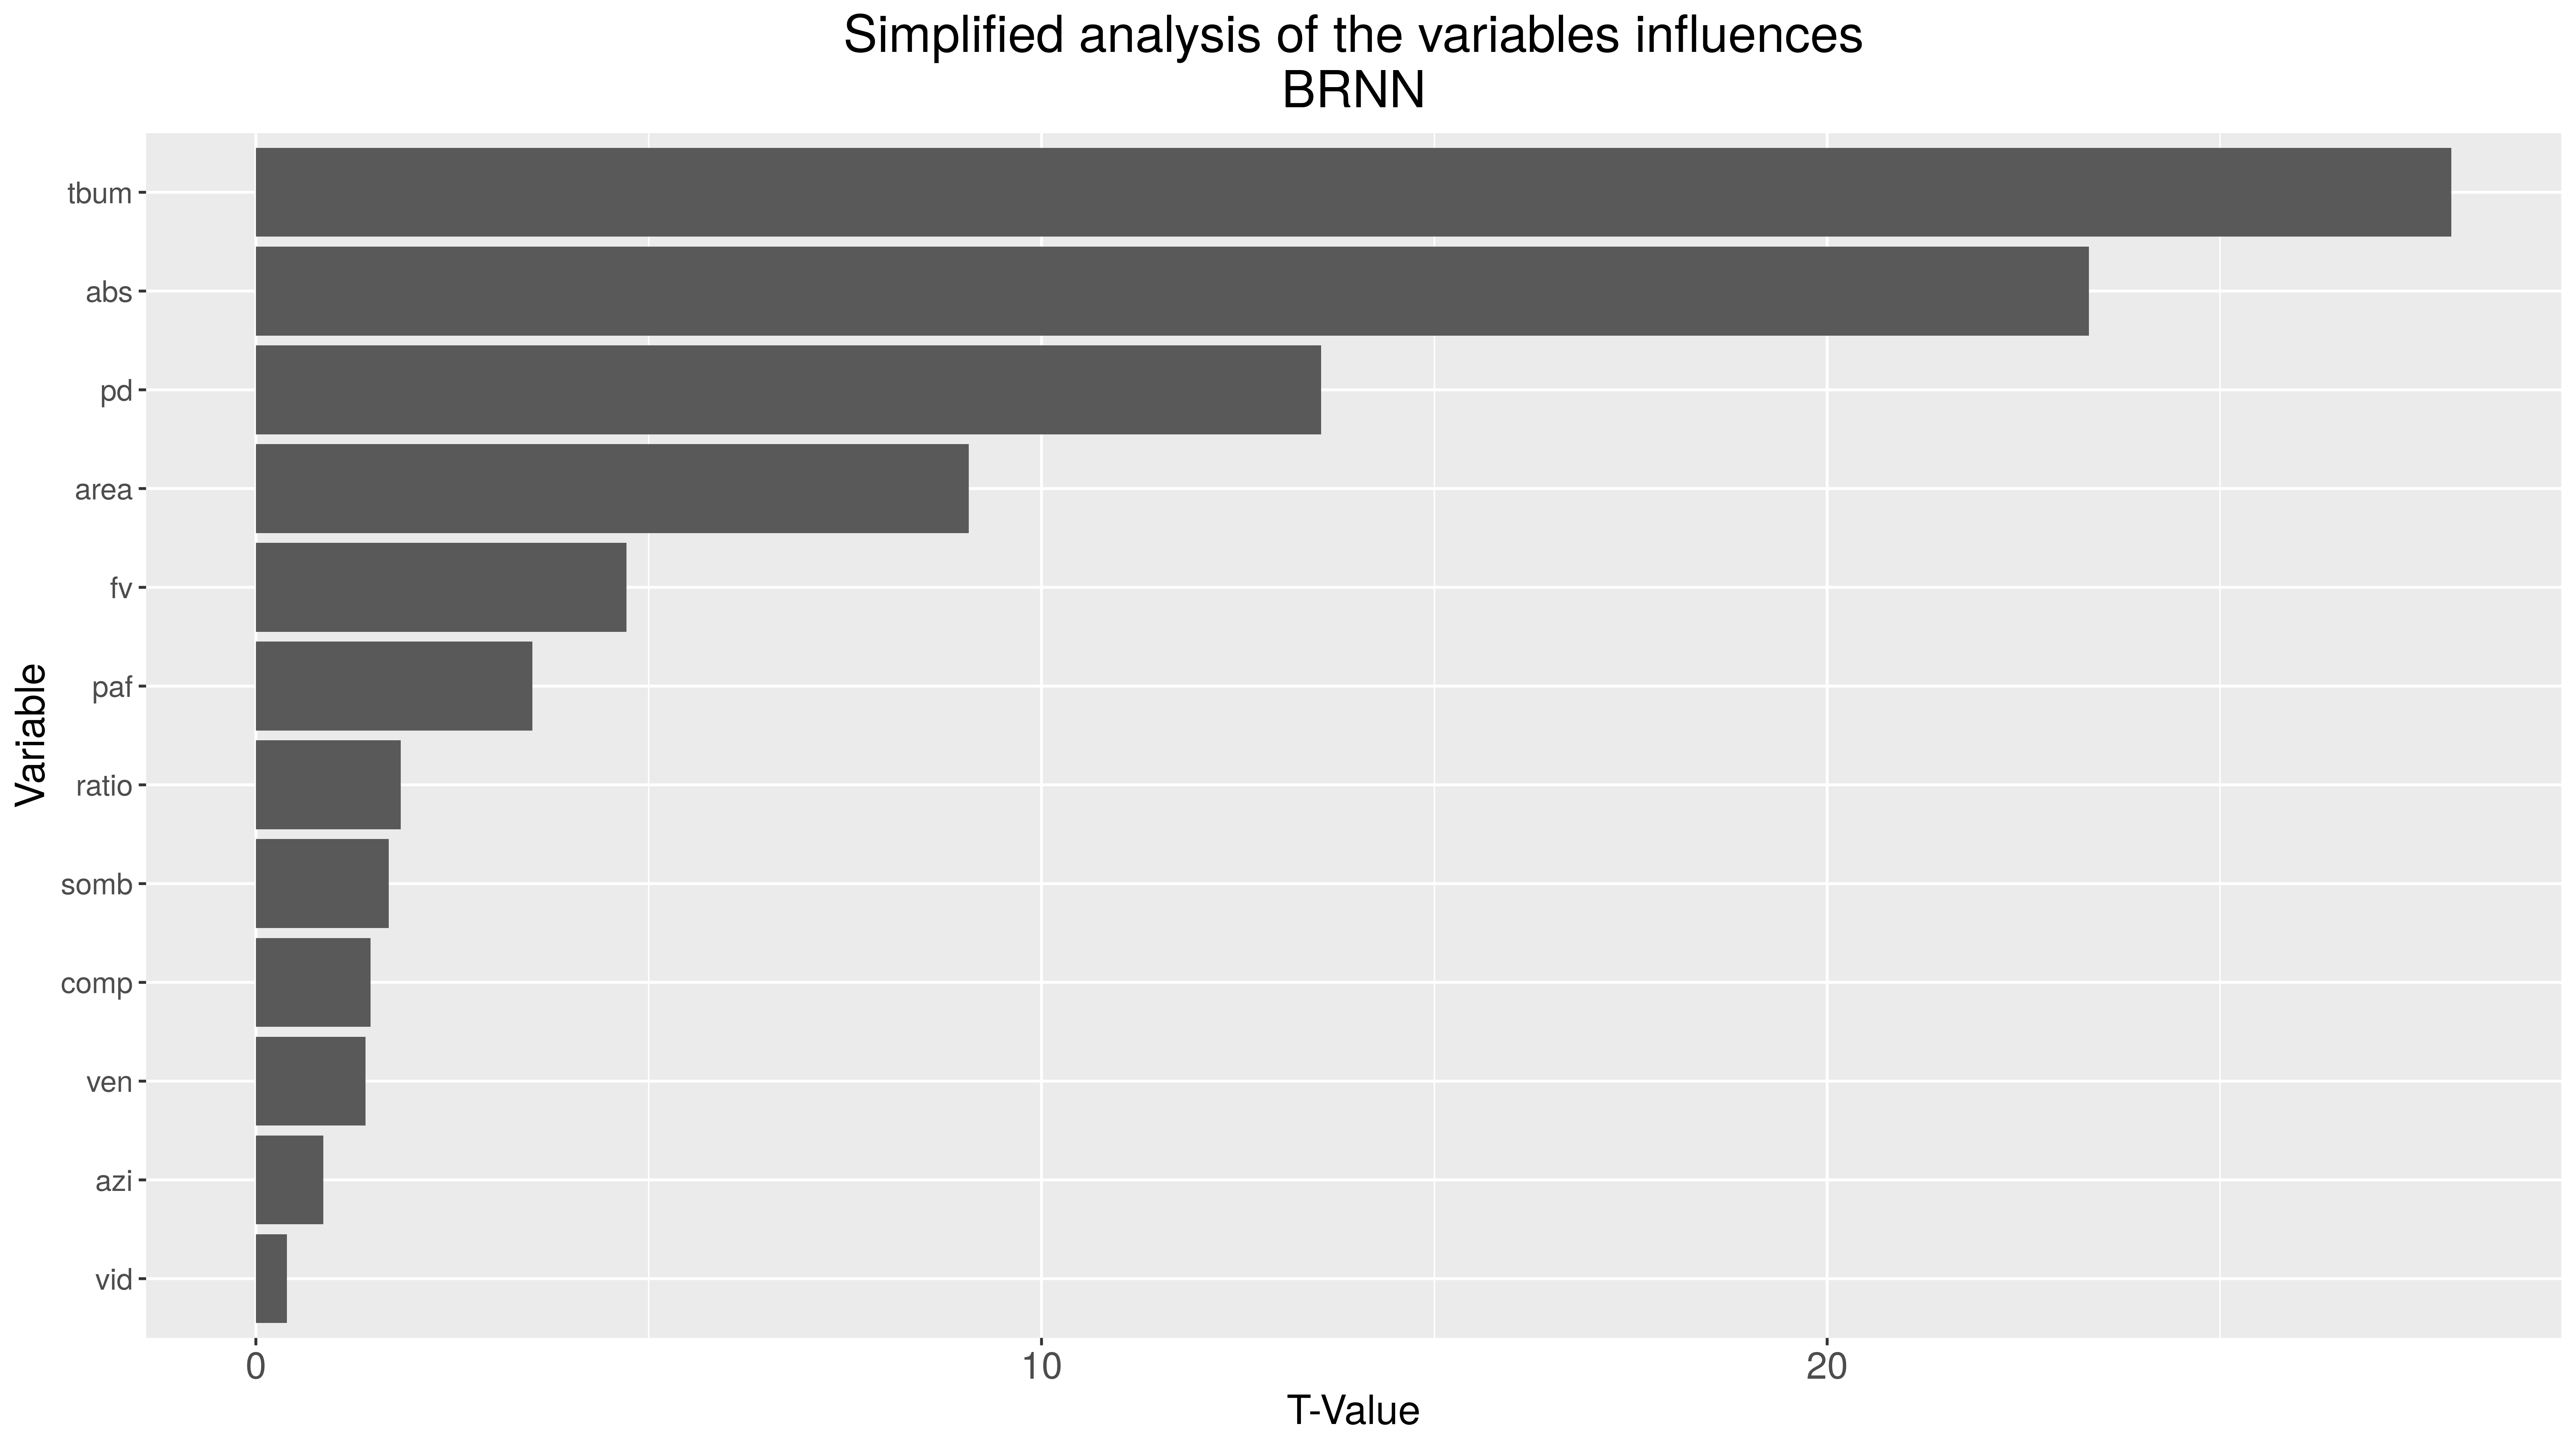 Simplified analysis of the variables influences
BRNN
Variable
tbum
abs
pd
area
fv
paf
ratio
somb
comp
ven
azi
vid
0 10 20
T-Value